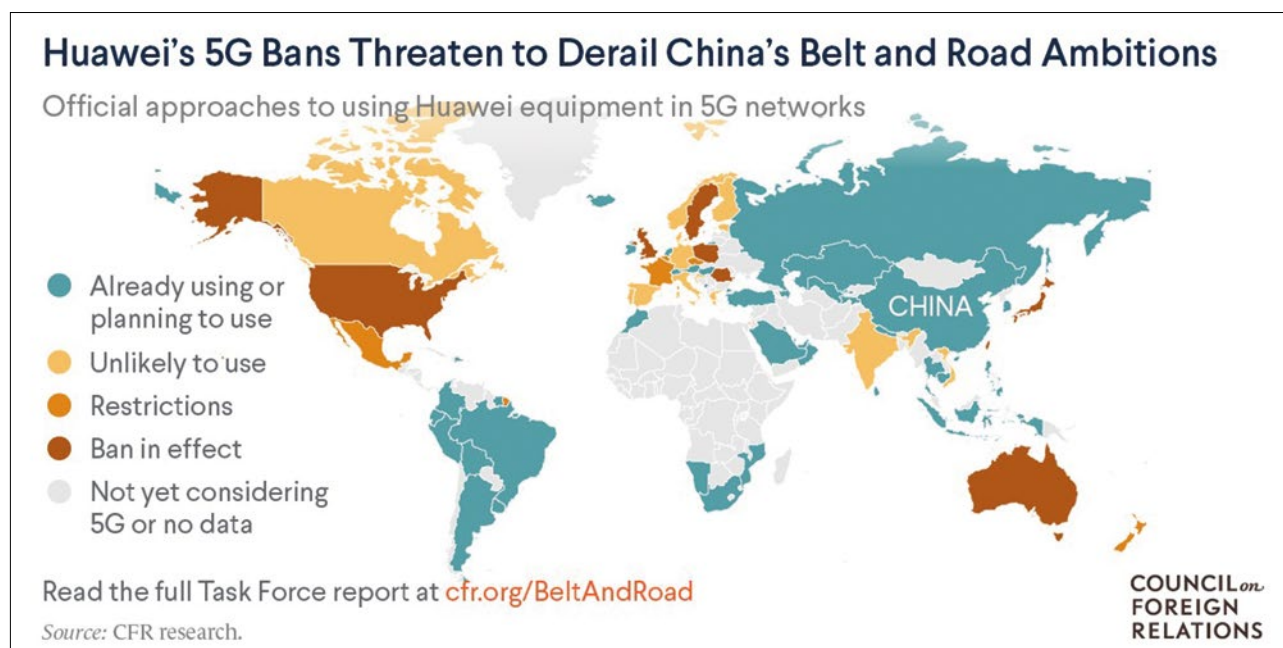 Huawei's 5G Bans Threaten to Derail China's Belt and Road Ambitions
Official approaches to using Huawei equipment in 5G networks
Already using or
planning to use
Unlikely to use
Restrictions
Ban in effect
Not yet considering
5G or no data
CHINA
Read the full Task Force report at cfr.org/BeltAndRoad
Source: CFR research.
COUNCIL on
FOREIGN
RELATIONS